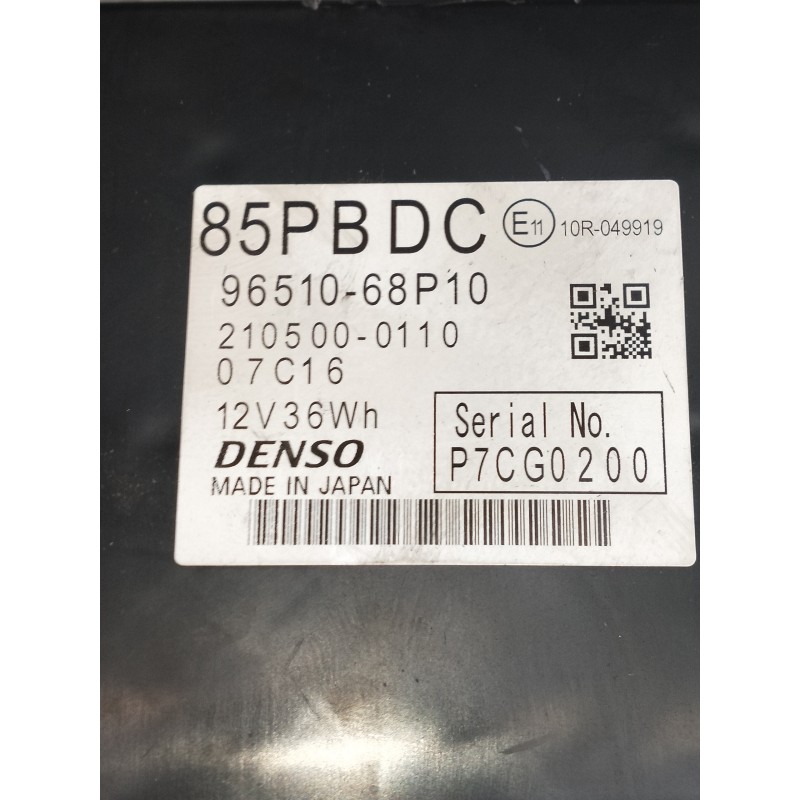 85PBDC E11 10R-049919
96510-68P10
210500-0110
07C16
12V36Wh
DENSO
MADE IN JAPAN
Serial No.
P7CG0200